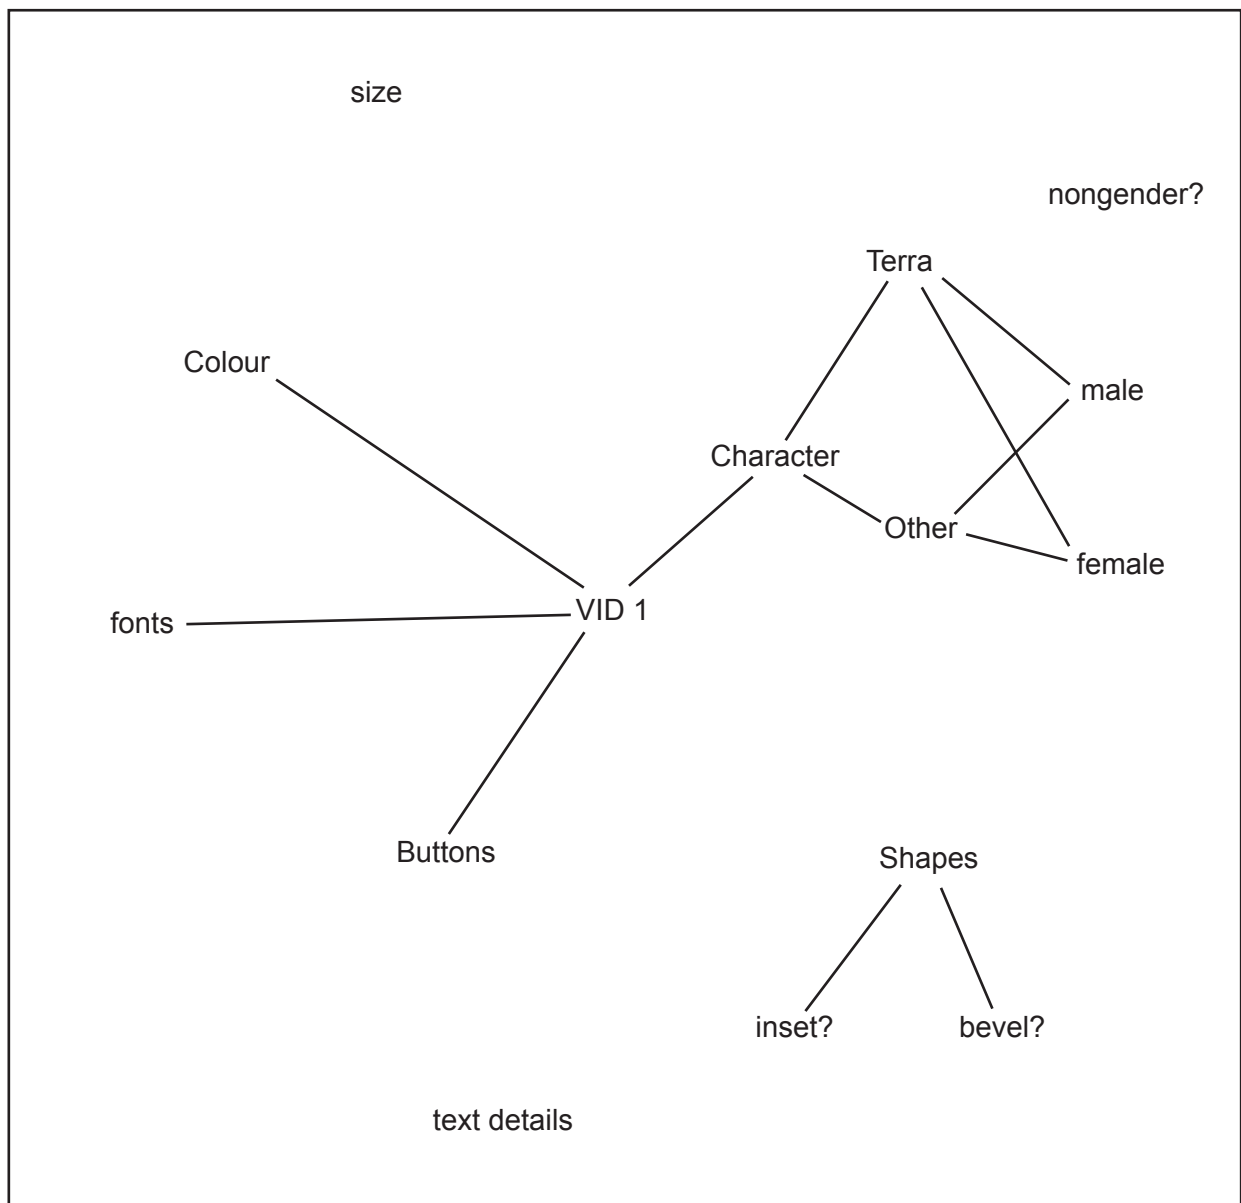 size
nongender?
Terra
Colour
male
Character
Other
female
VID 1
fonts
Buttons
Shapes
inset?
bevel?
text details